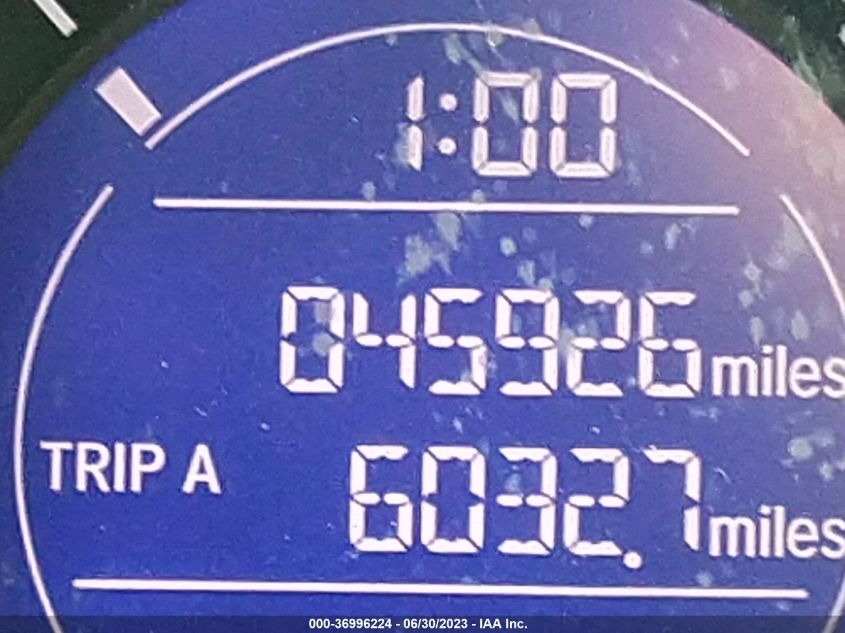 1:00
045926 miles
TRIP A 6032.7 miles
000-36996224 - 06/30/2023 - IAA Inc.